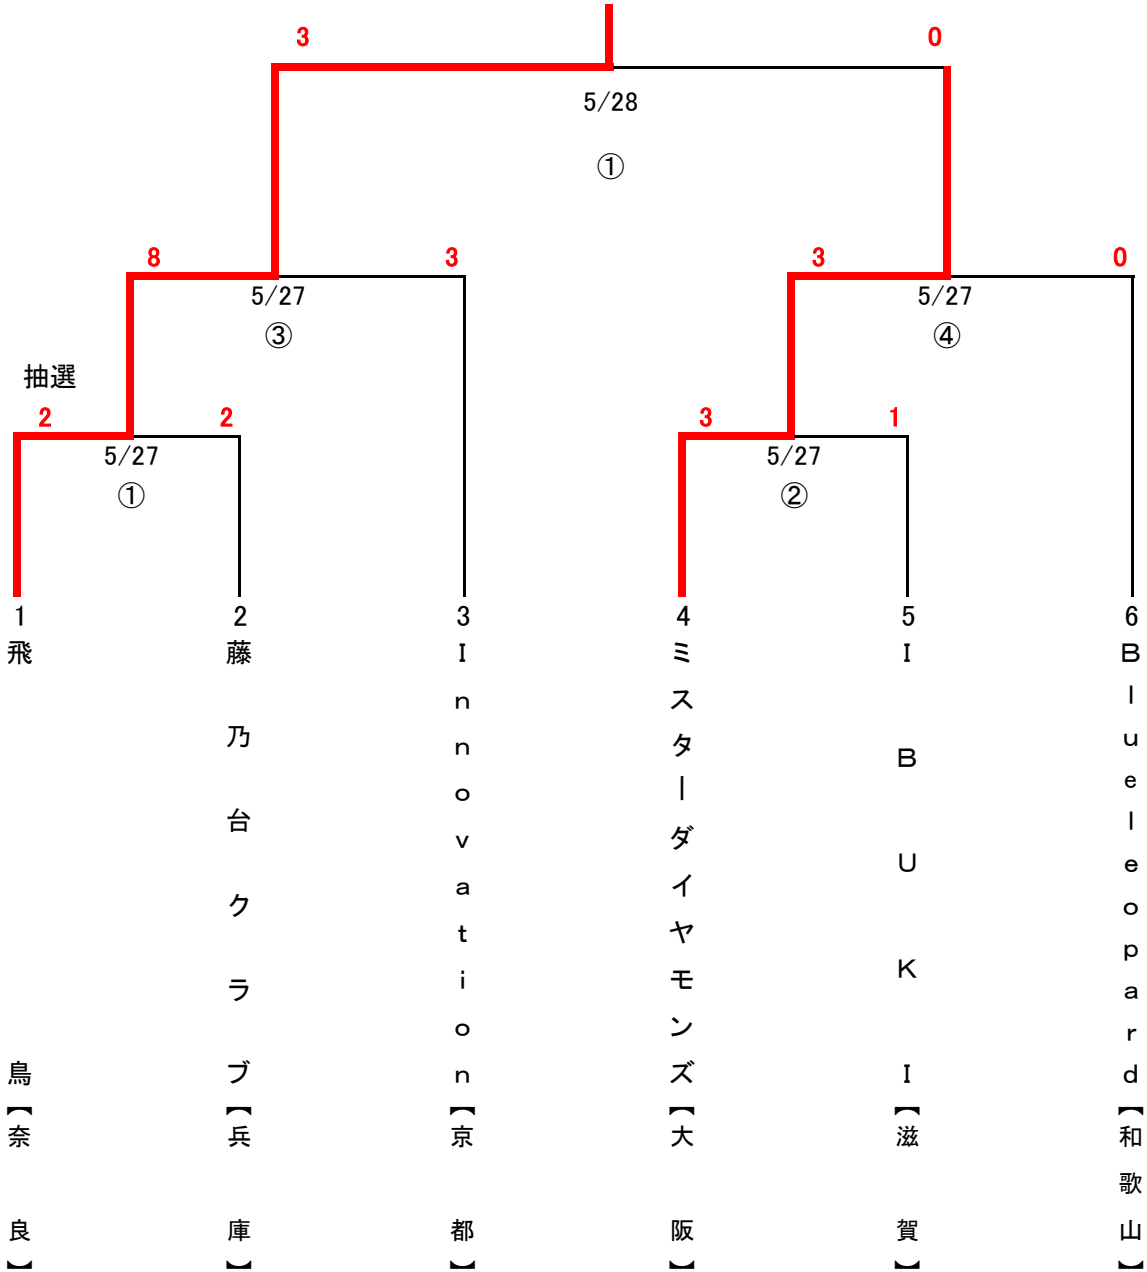 3 0
5/28
①
8 3 3 0
5/27 5/27
③ ④
抽選
2 2 3 1
5/27 5/27
① ②
1 2 3 4 5 6
飛鳥【奈良】
藤乃台クラブ【兵庫】
Innovation【京都】
ミスターダイヤモンズ【大阪】
IBUKI【滋賀】
Blueleopard【和歌山】